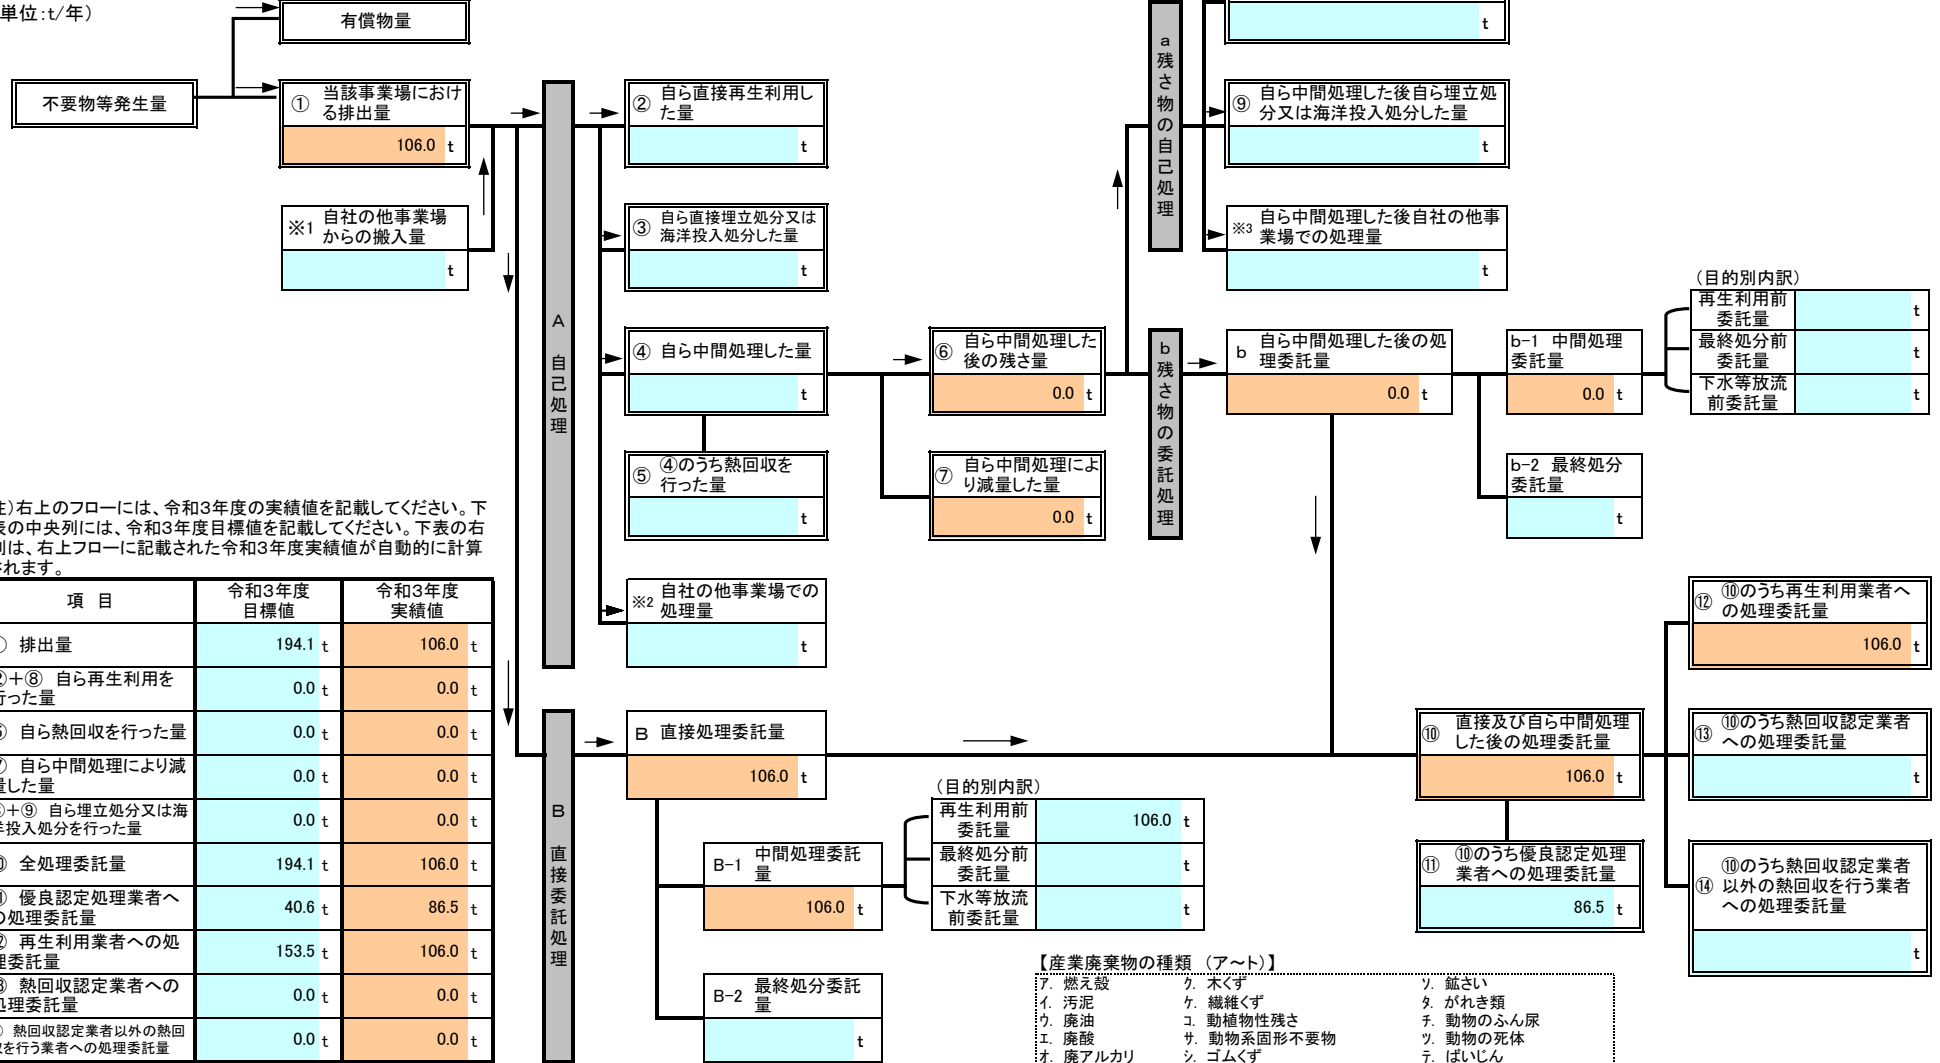 単位:t/年）
有償物量
不要物等発生量
① 当該事業場におけ
る排出量
106.0 t
※1 自社の他事業場
からの搬入量
t
A 自己処理
② 自ら直接再生利用し
た量
t
③ 自ら直接埋立処分又は
海洋投入処分した量
t
④ 自ら中間処理した量
t
⑤ ④のうち熱回収を
行った量
t
※2 自社の他事業場での
処理量
t
⑥ 自ら中間処理した
後の残さ量
0.0 t
⑦ 自ら中間処理によ
り減量した量
0.0 t
a残さ物の自己処理
t
⑨ 自ら中間処理した後自ら埋立処
分又は海洋投入処分した量
t
※3 自ら中間処理した後自社の他事
業場での処理量
t
b残さ物の委託処理
b 自ら中間処理した後の処
理委託量
0.0 t
b-1 中間処理
委託量
0.0 t
b-2 最終処分
委託量
t
（目的別内訳）
再生利用前
委託量
t
最終処分前
委託量
t
下水等放流
前委託量
t
注）右上のフローには、令和3年度の実績値を記載してください。下
表の中央列には、令和3年度目標値を記載してください。下表の右
列は、右上フローに記載された令和3年度実績値が自動的に計算
されます。
項 目
令和3年度
目標値
令和3年度
実績値
① 排出量
194.1 t
106.0 t
②＋⑧ 自ら再生利用を
行った量
0.0 t
0.0 t
⑤ 自ら熱回収を行った量
0.0 t
0.0 t
⑦ 自ら中間処理により減
量した量
0.0 t
0.0 t
③＋⑨ 自ら埋立処分又は海
洋投入処分を行った量
0.0 t
0.0 t
⑩ 全処理委託量
194.1 t
106.0 t
⑪ 優良認定処理業者へ
の処理委託量
40.6 t
86.5 t
⑫ 再生利用業者への処
理委託量
153.5 t
106.0 t
⑬ 熱回収認定業者への
処理委託量
0.0 t
0.0 t
⑭ 熱回収認定業者以外の熱回
収を行う業者への処理委託量
0.0 t
0.0 t
B 直接委託処理
B 直接処理委託量
106.0 t
B-1 中間処理委託
量
106.0 t
B-2 最終処分委託
量
t
（目的別内訳）
再生利用前
委託量
106.0 t
最終処分前
委託量
t
下水等放流
前委託量
t
⑩ 直接及び自ら中間処理
した後の処理委託量
106.0 t
⑪ ⑩のうち優良認定処理
業者への処理委託量
86.5 t
⑫ ⑩のうち再生利用業者へ
の処理委託量
106.0 t
⑬ ⑩のうち熱回収認定業者
への処理委託量
t
⑭ ⑩のうち熱回収認定業者
以外の熱回収を行う業者
への処理委託量
t
【産業廃棄物の種類 （ア～ト）】
ア. 燃え殻 ク. 木くず ソ. 鉱さい
イ. 汚泥 ケ. 繊維くず タ. がれき類
ウ. 廃油 コ. 動植物性残さ チ. 動物のふん尿
エ. 廃酸 サ. 動物系固形不要物 ツ. 動物の死体
オ. 廃アルカリ シ. ゴムくず テ. ばいじん